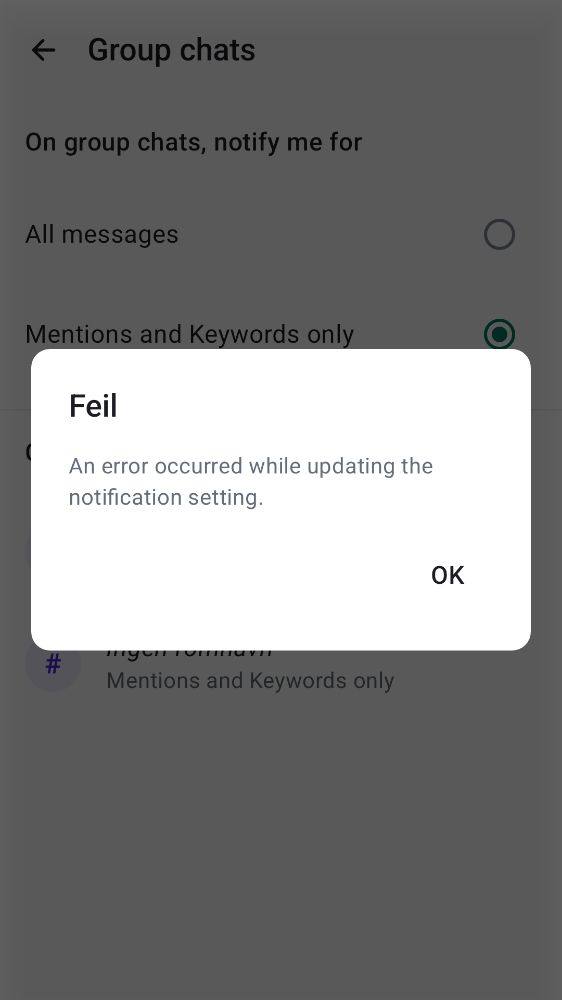 Group chats
On group chats, notify me for
All messages
Mentions and Keywords only
Feil
An error occurred while updating the
notification setting.
OK
#
Mentions and Keywords only